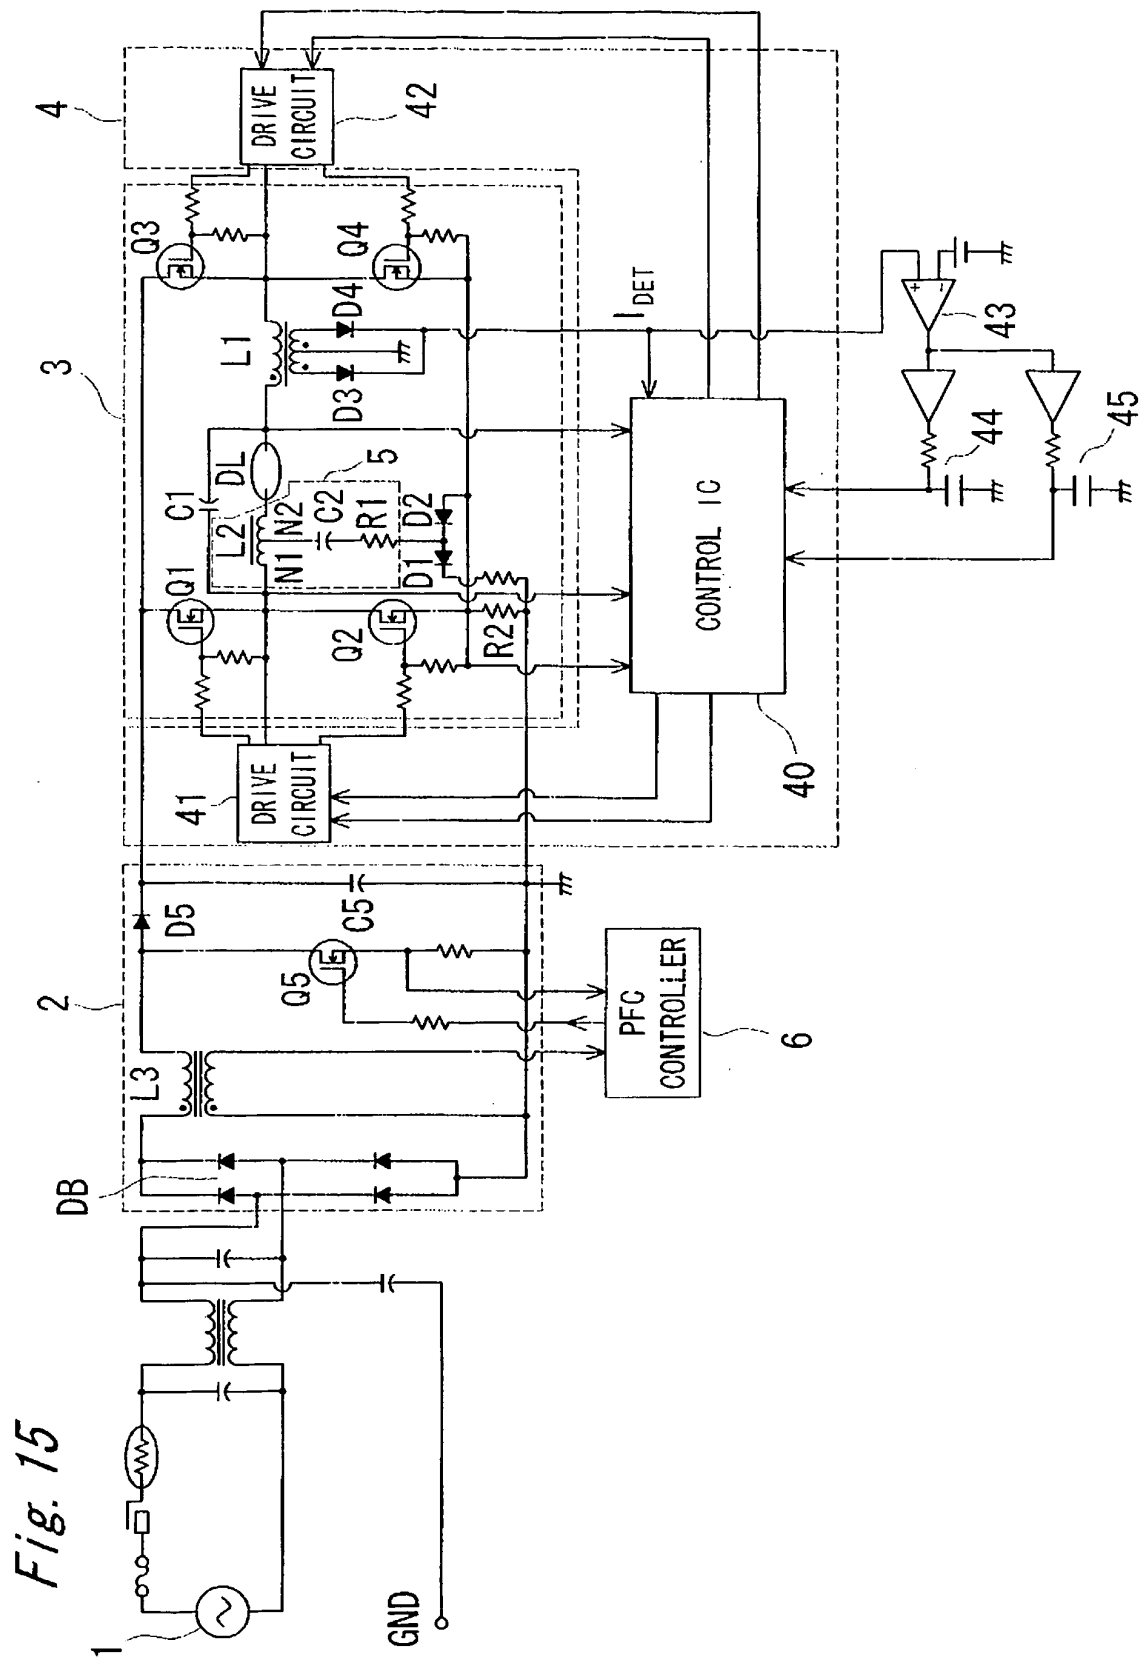 Fig. 15
1
GND
DB
2
L3
D5
Q5
C5
PFC
CONTROLLER
6
3
4
41
DRIVE
CIRCUIT
Q1
Q2
C1
L2
N1
N2
DL
C2
R1
5
D1
D2
R2
L1
D3
D4
Q3
Q4
DRIVE
CIRCUIT
42
IDET
CONTROL IC
40
43
44
45
+
-